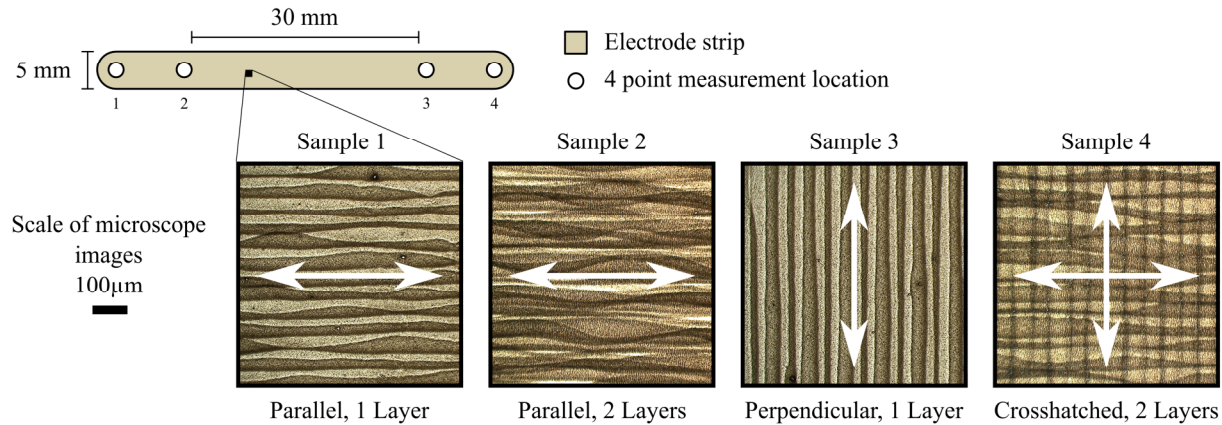 30 mm
Electrode strip
5 mm
4 point measurement location
1 2 3 4
Sample 1 Sample 2 Sample 3 Sample 4
Scale of microscope
images
100μm
Parallel, 1 Layer Parallel, 2 Layers Perpendicular, 1 Layer Crosshatched, 2 Layers